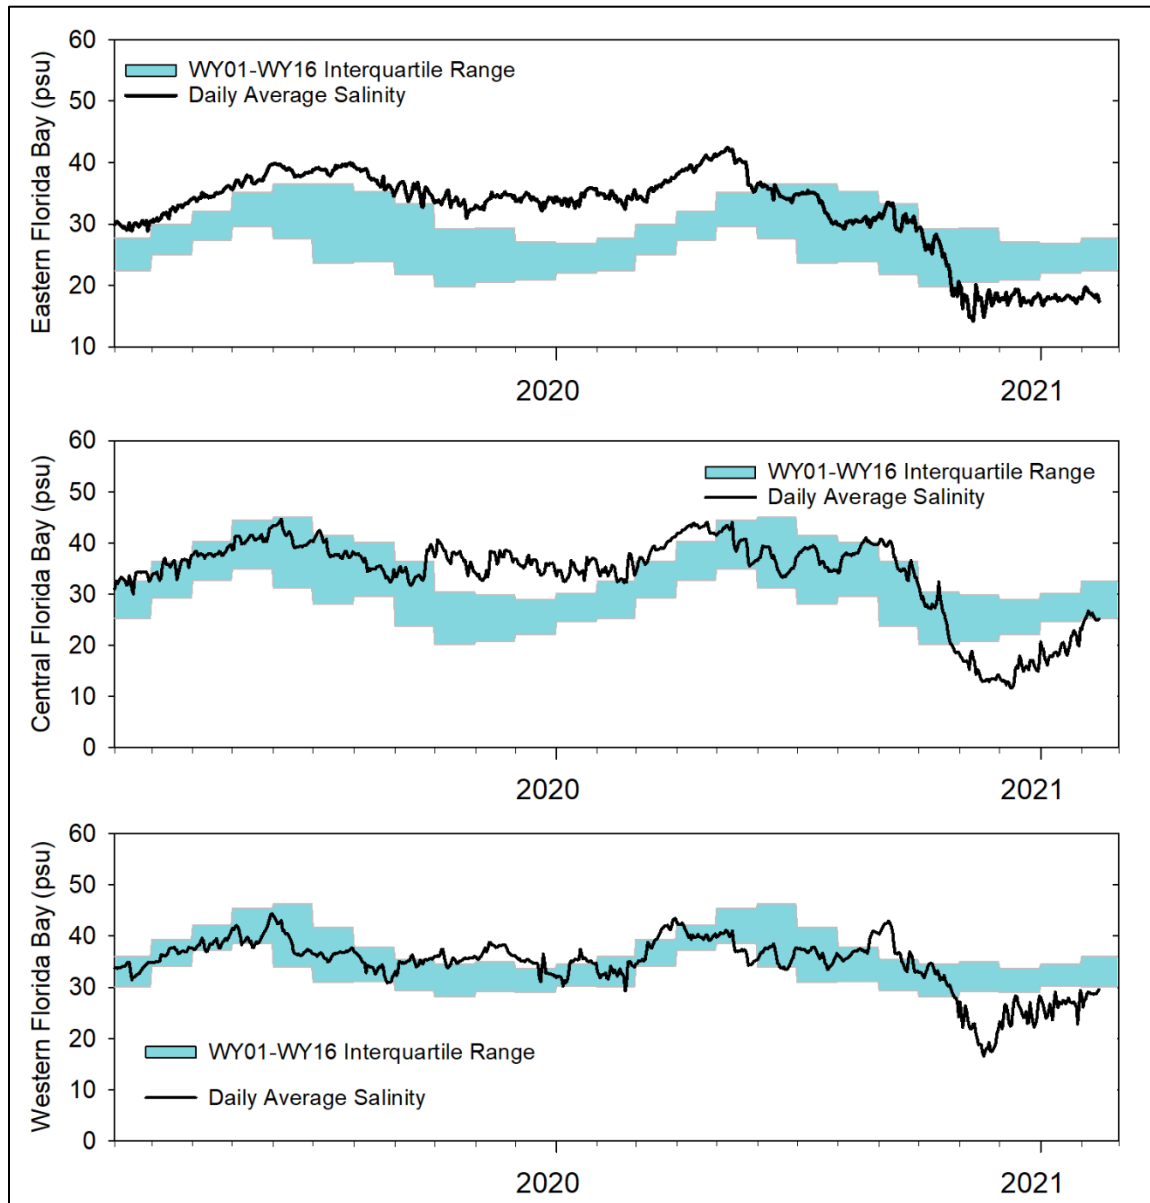 60
50
40
30
20
10
Eastern Florida Bay (psu)
WY01-WY16 Interquartile Range
Daily Average Salinity
2020
2021
60
50
40
30
20
10
0
Central Florida Bay (psu)
WY01-WY16 Interquartile Range
Daily Average Salinity
2020
2021
60
50
40
30
20
10
0
Western Florida Bay (psu)
WY01-WY16 Interquartile Range
Daily Average Salinity
2020
2021